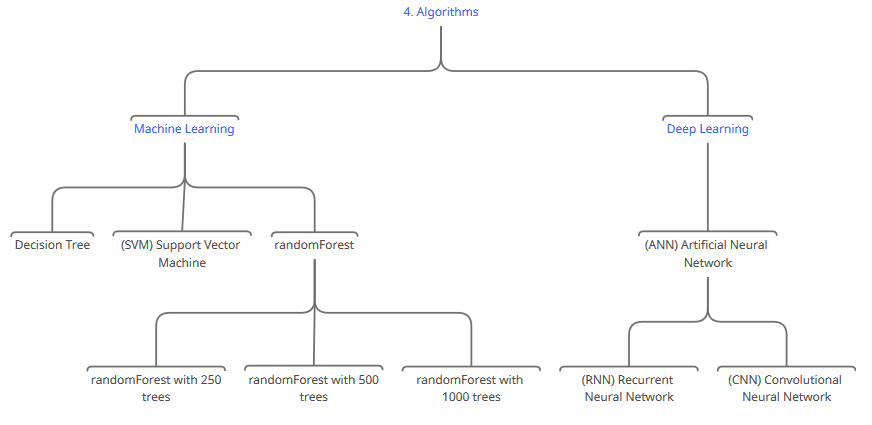 4. Algorithms
Machine Learning
Deep Learning
Decision Tree
(SVM) Support Vector
Machine
randomForest
(ANN) Artificial Neural
Network
randomForest with 250
trees
randomForest with 500
trees
randomForest with
1000 trees
(RNN) Recurrent
Neural Network
(CNN) Convolutional
Neural Network